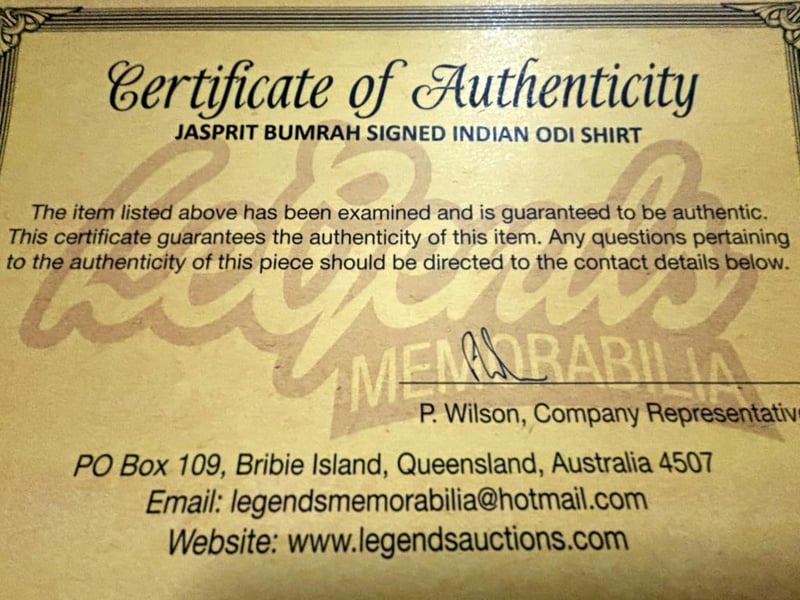 Certificate of Authenticity
JASPRIT BUMRAH SIGNED INDIAN ODI SHIRT
The item listed above has been examined and is guaranteed to be authentic.
This certificate guarantees the authenticity of this item. Any questions pertaining
to the authenticity of this piece should be directed to the contact details below.
Legends
MEMORABILIA
P. Wilson, Company Representative
PO Box 109, Bribie Island, Queensland, Australia 4507
Email: legendsmemorabilia@hotmail.com
Website: www.legendsauctions.com